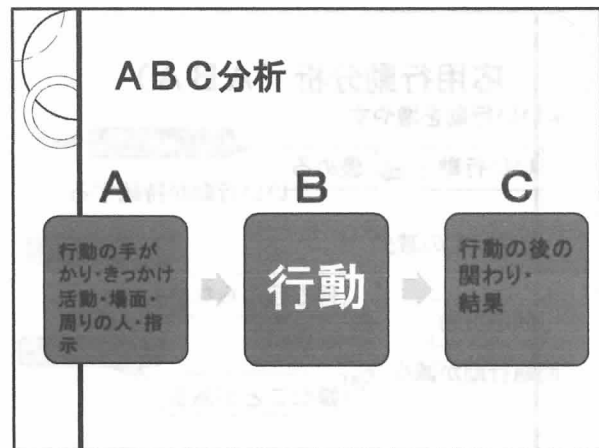 ABC分析
A
B
C
行動の手が
かり・きっかけ
活動・場面・
周りの人・指
示
行動
行動の後の
関わり・
結果